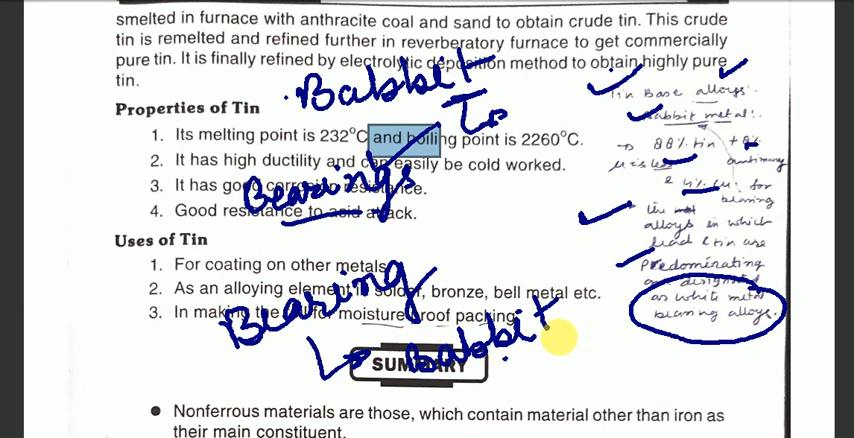 smelted in furnace with anthracite coal and sand to obtain crude tin. This crude
tin is remelted and refined further in reverberatory furnace to get commercially
pure tin. It is finally refined by electrolytic deposition method to obtain highly pure
tin.
Babbit
Properties of Tin
1. Its melting point is 232°C and boiling point is 2260°C.
2. It has high ductility and can easily be cold worked.
3. It has good corrosion resistance.
Bearings
4. Good resistance to acid attack.
Uses of Tin
1. For coating on other metals
2. As an alloying element in solder, bronze, bell metal etc.
3. In making the foil for moisture proof packing
Bearing
↳ Babbit
SUMMARY
● Nonferrous materials are those, which contain material other than iron as
their main constituent.
Tin Base alloys
Babbit metal:
→ 88% tin + 8%
antimony
& 4% Cu. for
bearing
the
alloys in which
lead & tin are
predominating
designated
as white metal
bearing alloys.